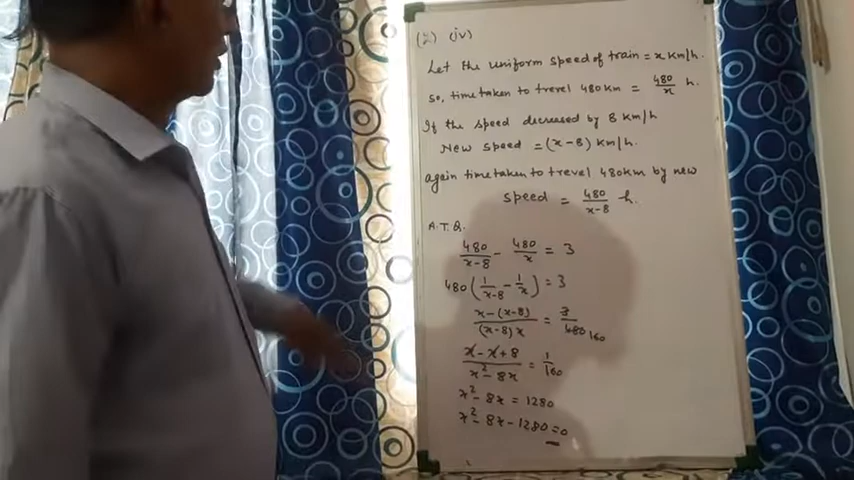 (2) (iv)
Let the uniform speed of train = x km/h.
so, time taken to travel 480 km = 480/x h.
If the speed decreased by 8 km/h
New speed = (x-8) km/h.
again time taken to travel 480km by new
speed = 480/x-8 h.
A.T.Q.
480/x-8 - 480/x = 3
480 (1/x-8 - 1/x) = 3
x-(x-8)/(x-8)x = 3/480 160
x-x+8/x²-8x = 1/160
x²-8x = 1280
x²-8x-1280=0